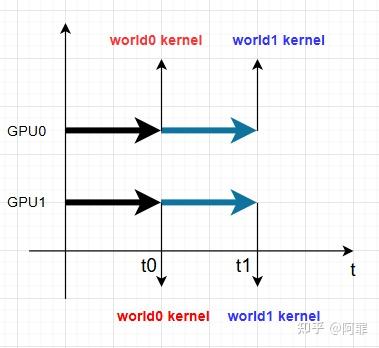 world0 kernel world1 kernel
GPU0
GPU1
t0 t1 t
world0 kernel world1 kernel
知乎 @阿菲